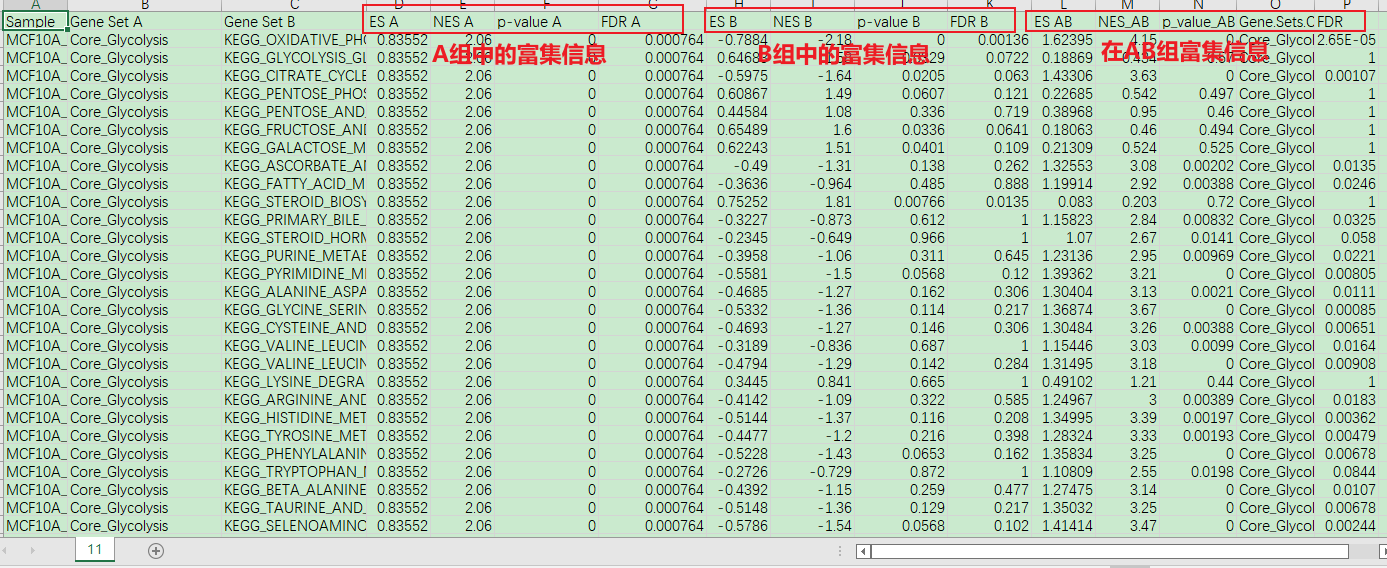 A B C D E F G H I J K L M N O P
Sample Gene Set A Gene Set B ES A NES A p-value A FDR A ES B NES B p-value B FDR B ES AB NES_AB p_value_AB Gene.Sets.C FDR
MCF10A_ Core_Glycolysis KEGG_OXIDATIVE_PHO 0.83552 2.06 0 0.000764 -0.7884 -2.18 0 0.00136 1.62395 4.15 0 Core_Glycol 2.65E-05
A组中的富集信息 B组中的富集信息 在AB组富集信息
MCF10A_ Core_Glycolysis KEGG_GLYCOLYSIS_GL 0.83552 2.06 0 0.000764 0.0722 0.18869 Core_Glycol 1
MCF10A_ Core_Glycolysis KEGG_CITRATE_CYCLE 0.83552 2.06 0 0.000764 -0.5975 -1.64 0.0205 0.063 1.43306 3.63 0 Core_Glycol 0.00107
MCF10A_ Core_Glycolysis KEGG_PENTOSE_PHOS 0.83552 2.06 0 0.000764 0.60867 1.49 0.0607 0.121 0.22685 0.542 0.497 Core_Glycol 1
MCF10A_ Core_Glycolysis KEGG_PENTOSE_AND_ 0.83552 2.06 0 0.000764 0.44584 1.08 0.336 0.719 0.38968 0.95 0.46 Core_Glycol 1
MCF10A_ Core_Glycolysis KEGG_FRUCTOSE_AND 0.83552 2.06 0 0.000764 0.65489 1.6 0.0336 0.0641 0.18063 0.46 0.494 Core_Glycol 1
MCF10A_ Core_Glycolysis KEGG_GALACTOSE_M 0.83552 2.06 0 0.000764 0.62243 1.51 0.0401 0.109 0.21309 0.524 0.525 Core_Glycol 1
MCF10A_ Core_Glycolysis KEGG_ASCORBATE_AI 0.83552 2.06 0 0.000764 -0.49 -1.31 0.138 0.262 1.32553 3.08 0.00202 Core_Glycol 0.0135
MCF10A_ Core_Glycolysis KEGG_FATTY_ACID_M 0.83552 2.06 0 0.000764 -0.3636 -0.964 0.485 0.888 1.19914 2.92 0.00388 Core_Glycol 0.0246
MCF10A_ Core_Glycolysis KEGG_STEROID_BIOSY 0.83552 2.06 0 0.000764 0.75252 1.81 0.00766 0.0135 0.083 0.203 0.72 Core_Glycol 1
MCF10A_ Core_Glycolysis KEGG_PRIMARY_BILE_ 0.83552 2.06 0 0.000764 -0.3227 -0.873 0.612 1 1.15823 2.84 0.00832 Core_Glycol 0.0325
MCF10A_ Core_Glycolysis KEGG_STEROID_HORM 0.83552 2.06 0 0.000764 -0.2345 -0.649 0.966 1 1.07 2.67 0.0141 Core_Glycol 0.058
MCF10A_ Core_Glycolysis KEGG_PURINE_METAB 0.83552 2.06 0 0.000764 -0.3958 -1.06 0.311 0.645 1.23136 2.95 0.00969 Core_Glycol 0.0221
MCF10A_ Core_Glycolysis KEGG_PYRIMIDINE_MI 0.83552 2.06 0 0.000764 -0.5581 -1.5 0.0568 0.12 1.39362 3.21 0 Core_Glycol 0.00805
MCF10A_ Core_Glycolysis KEGG_ALANINE_ASPA 0.83552 2.06 0 0.000764 -0.4685 -1.27 0.162 0.306 1.30404 3.13 0.0021 Core_Glycol 0.0111
MCF10A_ Core_Glycolysis KEGG_GLYCINE_SERIN 0.83552 2.06 0 0.000764 -0.5332 -1.36 0.114 0.217 1.36874 3.67 0 Core_Glycol 0.00085
MCF10A_ Core_Glycolysis KEGG_CYSTEINE_AND 0.83552 2.06 0 0.000764 -0.4693 -1.27 0.146 0.306 1.30484 3.26 0.00388 Core_Glycol 0.00651
MCF10A_ Core_Glycolysis KEGG_VALINE_LEUCIN 0.83552 2.06 0 0.000764 -0.3189 -0.836 0.687 1 1.15446 3.03 0.0099 Core_Glycol 0.0164
MCF10A_ Core_Glycolysis KEGG_VALINE_LEUCIN 0.83552 2.06 0 0.000764 -0.4794 -1.29 0.142 0.284 1.31495 3.18 0 Core_Glycol 0.00908
MCF10A_ Core_Glycolysis KEGG_LYSINE_DEGRA 0.83552 2.06 0 0.000764 0.3445 0.841 0.665 1 0.49102 1.21 0.44 Core_Glycol 1
MCF10A_ Core_Glycolysis KEGG_ARGININE_AND 0.83552 2.06 0 0.000764 -0.4142 -1.09 0.322 0.585 1.24967 3 0.00389 Core_Glycol 0.0183
MCF10A_ Core_Glycolysis KEGG_HISTIDINE_MET 0.83552 2.06 0 0.000764 -0.5144 -1.37 0.116 0.208 1.34995 3.39 0.00197 Core_Glycol 0.00362
MCF10A_ Core_Glycolysis KEGG_TYROSINE_MET 0.83552 2.06 0 0.000764 -0.4477 -1.2 0.216 0.398 1.28324 3.33 0.00193 Core_Glycol 0.00479
MCF10A_ Core_Glycolysis KEGG_PHENYLALANIN 0.83552 2.06 0 0.000764 -0.5228 -1.43 0.0653 0.162 1.35834 3.25 0 Core_Glycol 0.00678
MCF10A_ Core_Glycolysis KEGG_TRYPTOPHAN_M 0.83552 2.06 0 0.000764 -0.2726 -0.729 0.872 1 1.10809 2.55 0.0198 Core_Glycol 0.0844
MCF10A_ Core_Glycolysis KEGG_BETA_ALANINE 0.83552 2.06 0 0.000764 -0.4392 -1.15 0.259 0.477 1.27475 3.14 0 Core_Glycol 0.0107
MCF10A_ Core_Glycolysis KEGG_TAURINE_AND_ 0.83552 2.06 0 0.000764 -0.5148 -1.36 0.129 0.217 1.35032 3.25 0 Core_Glycol 0.00678
MCF10A_ Core_Glycolysis KEGG_SELENOAMINO 0.83552 2.06 0 0.000764 -0.5786 -1.54 0.0568 0.102 1.41414 3.47 0 Core_Glycol 0.00244
11